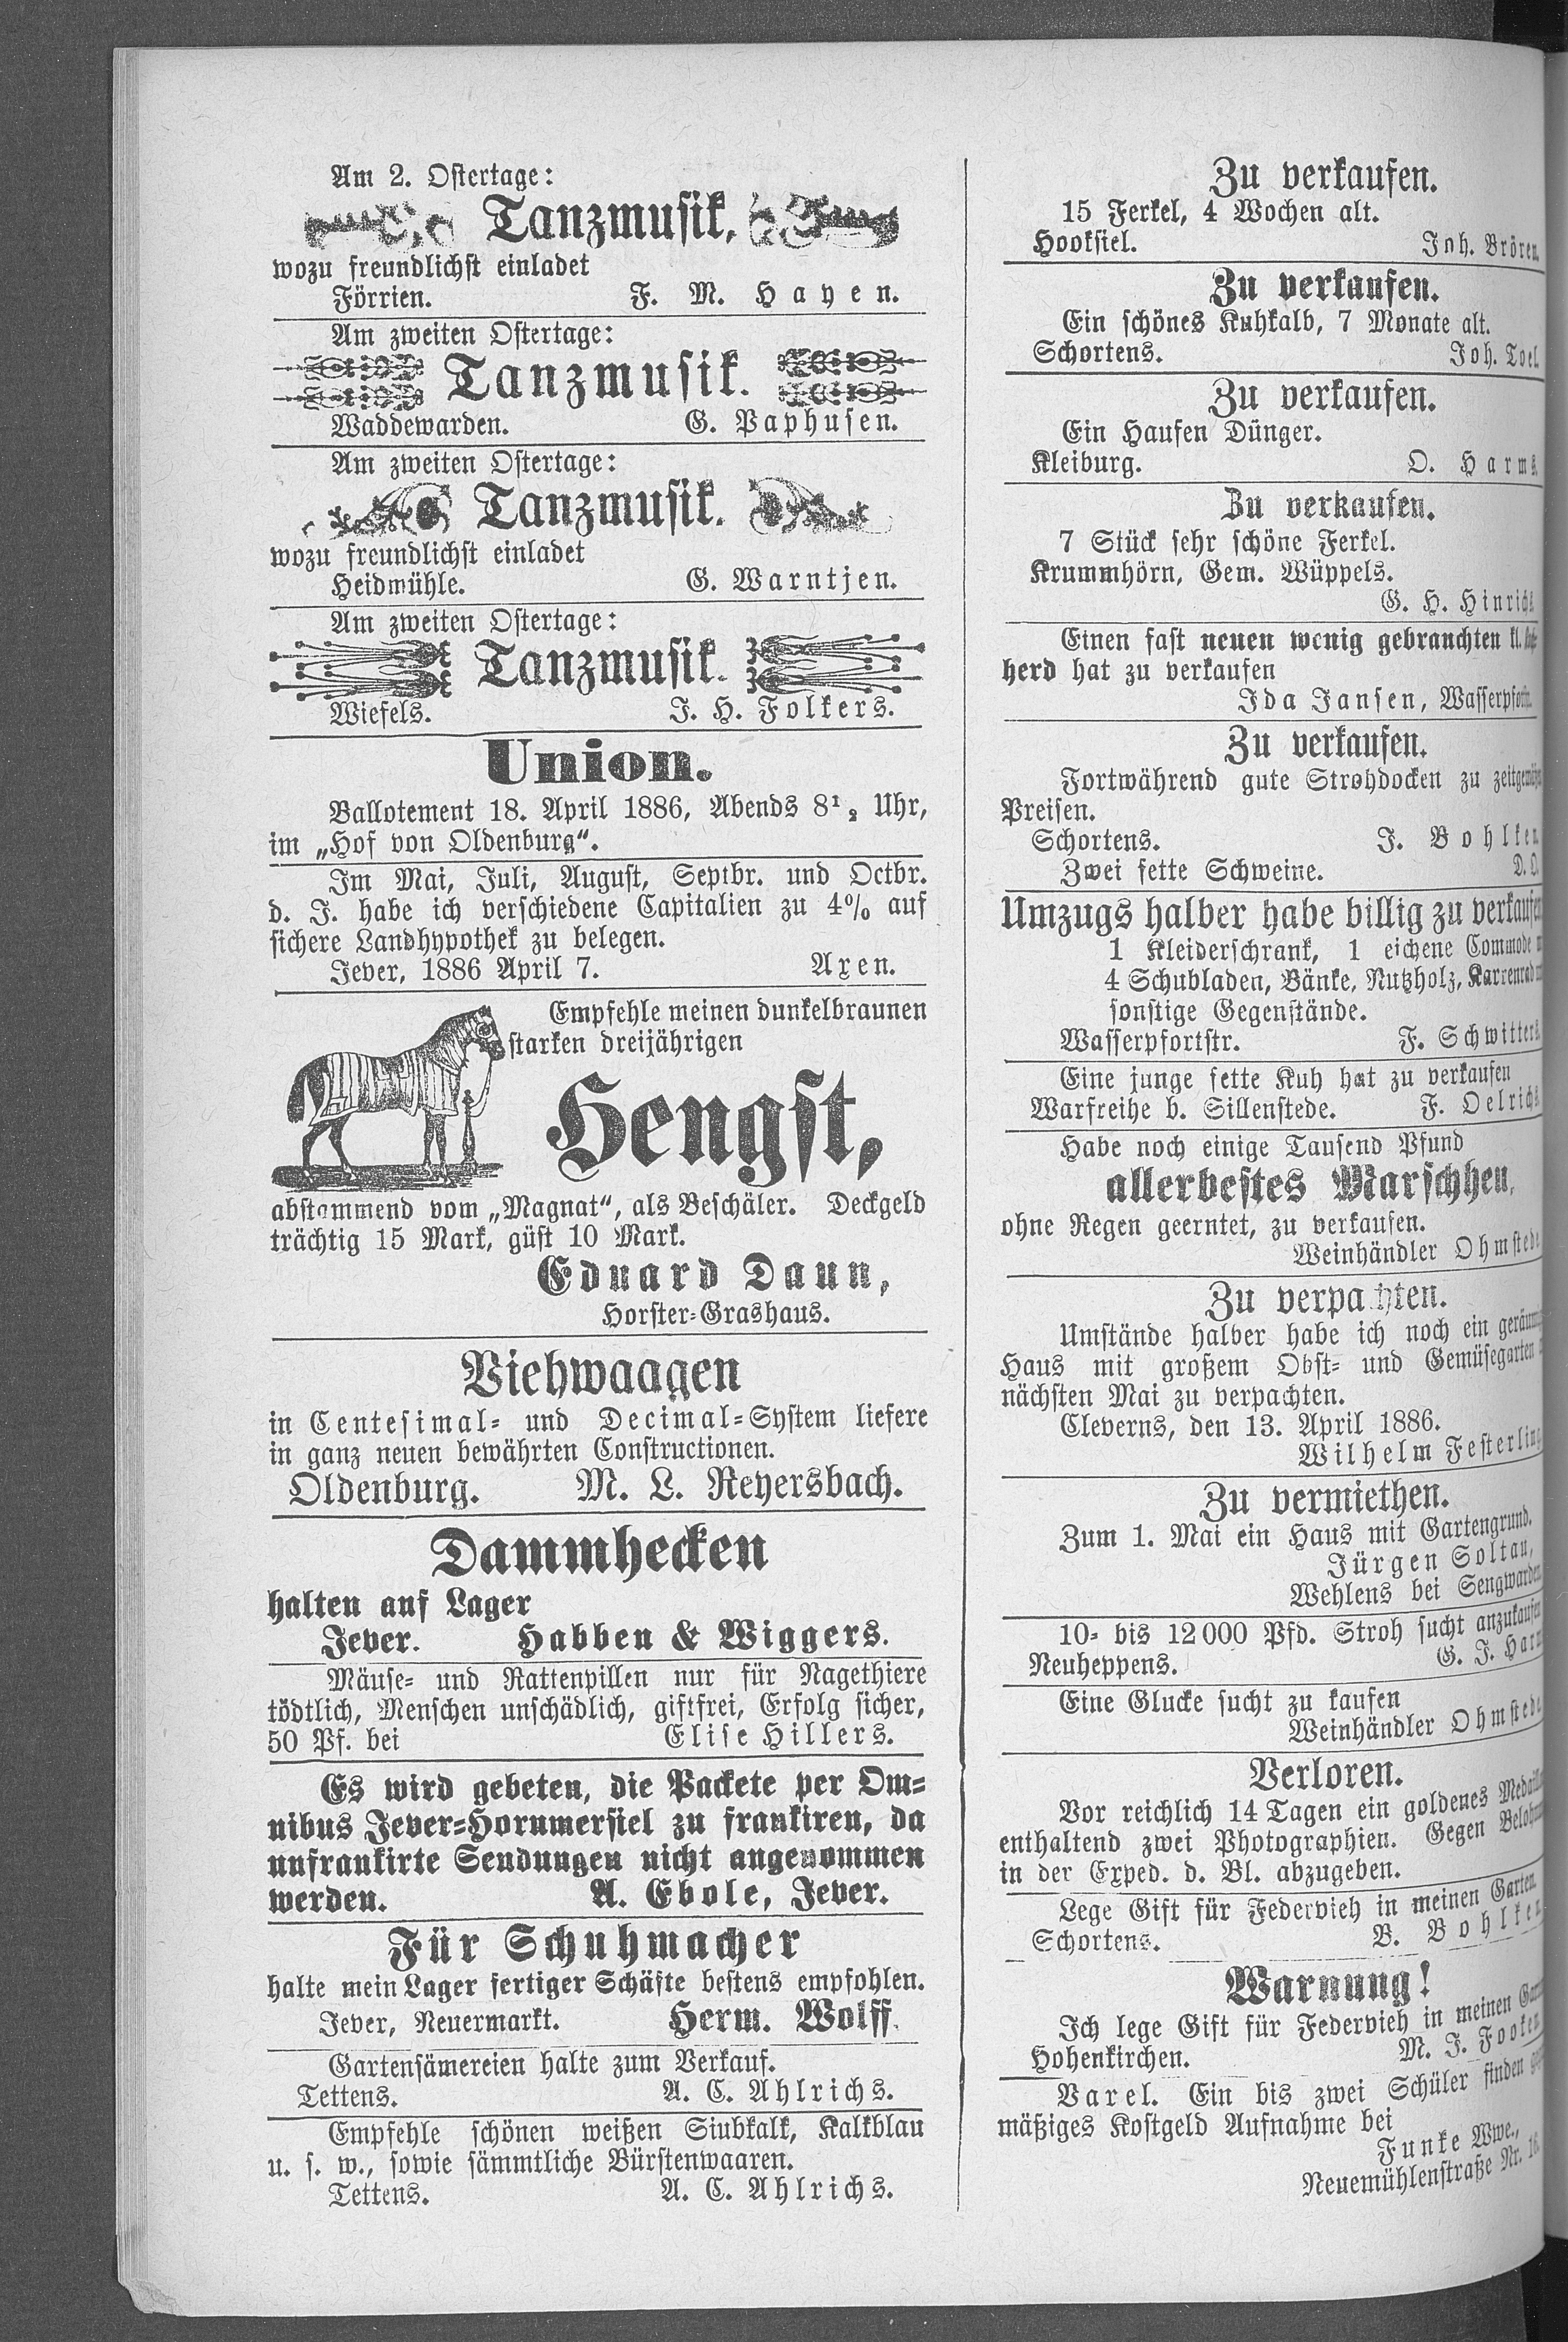 Am 2. Ostertage:
Tanzmusik,
wozu freundlichst einladet
Förrien. F. M. Hayen.
Am zweiten Ostertage:
Tanzmusik.
Waddewarden. G. Paphusen.
Am zweiten Ostertage:
Tanzmusik.
wozu freundlichst einladet
Heidmühle. G. Warntjen.
Am zweiten Ostertage:
Tanzmusik.
Wiefels. J. H. Folkers.
Union.
Ballotement 18. April 1886, Abends 8½ Uhr,
im „Hof von Oldenburg“.
Im Mai, Juli, August, Septbr. und Octbr.
d. J. habe ich verschiedene Capitalien zu 4% auf
sichere Landhypothek zu belegen.
Jever, 1886 April 7. Axen.
Empfehle meinen dunkelbraunen
starken dreijährigen
Hengst,
abstammend vom „Magnat“, als Beschäler. Deckgeld
trächtig 15 Mark, güst 10 Mark.
Eduard Daun,
Horster-Grashaus.
Viehwaagen
in Centesimal- und Decimal-System liefere
in ganz neuen bewährten Constructionen.
Oldenburg. M. L. Reyersbach.
Dammhecken
halten auf Lager
Jever. Habben & Wiggers.
Mäuse- und Rattenpillen nur für Nagethiere
tödtlich, Menschen unschädlich, giftfrei, Erfolg sicher,
50 Pf. bei Elise Hillers.
Es wird gebeten, die Packete per Om-
nibus Jever-Horumersiel zu frankiren, da
unfrankirte Sendungen nicht angenommen
werden. A. Ebole, Jever.
Für Schuhmacher
halte mein Lager fertiger Schäfte bestens empfohlen.
Jever, Neuermarkt. Herm. Wolff.
Gartensämereien halte zum Verkauf.
Tettens. A. C. Ahlrichs.
Empfehle schönen weißen Siubkalk, Kalkblau
u. s. w., sowie sämmtliche Bürstenwaaren.
Tettens. A. C. Ahlrichs.
Zu verkaufen.
15 Ferkel, 4 Wochen alt.
Hooksiel. Joh. Brören.
Zu verkaufen.
Ein schönes Kuhkalb, 7 Monate alt.
Schortens. Joh. Toel.
Zu verkaufen.
Ein Haufen Dünger.
Kleiburg. O. Harms.
Zu verkaufen.
7 Stück sehr schöne Ferkel.
Krummhörn, Gem. Wüppels.
G. H. Hinrichs.
Einen fast neuen wenig gebrauchten kl.
herd hat zu verkaufen
Ida Jansen, Wasserpfortstr.
Zu verkaufen.
Fortwährend gute Strohdocken zu zeitgemäßen
Preisen.
Schortens. J. Bohlken.
Zwei fette Schweine. D. O.
Umzugs halber habe billig zu verkaufen
1 Kleiderschrank, 1 eichene Commode m
4 Schubladen, Bänke, Nutzholz, Karrenrad
sonstige Gegenstände.
Wasserpfortstr. F. Schwitters.
Eine junge fette Kuh hat zu verkaufen
Warfreihe b. Sillenstede. F. Oelrichs.
Habe noch einige Tausend Pfund
allerbestes Marschheu,
ohne Regen geerntet, zu verkaufen.
Weinhändler Ohmstede
Zu verpachten.
Umstände halber habe ich noch ein geräum
Haus mit großem Obst- und Gemüsegarten
nächsten Mai zu verpachten.
Cleverns, den 13. April 1886.
Wilhelm Festerling
Zu vermiethen.
Zum 1. Mai ein Haus mit Gartengrund.
Jürgen Soltau,
Wehlens bei Sengwarden
10- bis 12000 Pfd. Stroh sucht anzukaufen
Neuheppens. G. J. Harm
Eine Glucke sucht zu kaufen
Weinhändler Ohmstede
Verloren.
Vor reichlich 14 Tagen ein goldenes Medaillon
enthaltend zwei Photographien. Gegen Belohnung
in der Exped. d. Bl. abzugeben.
Lege Gift für Federvieh in meinen Garten.
Schortens. B. Bohlken
Warnung!
Ich lege Gift für Federvieh in meinen Garten
Hohenkirchen. M. J. Fooken
Varel. Ein bis zwei Schüler finden gegen
mäßiges Kostgeld Aufnahme bei
Funke Wwe.,
Neuemühlenstraße Nr. 16.